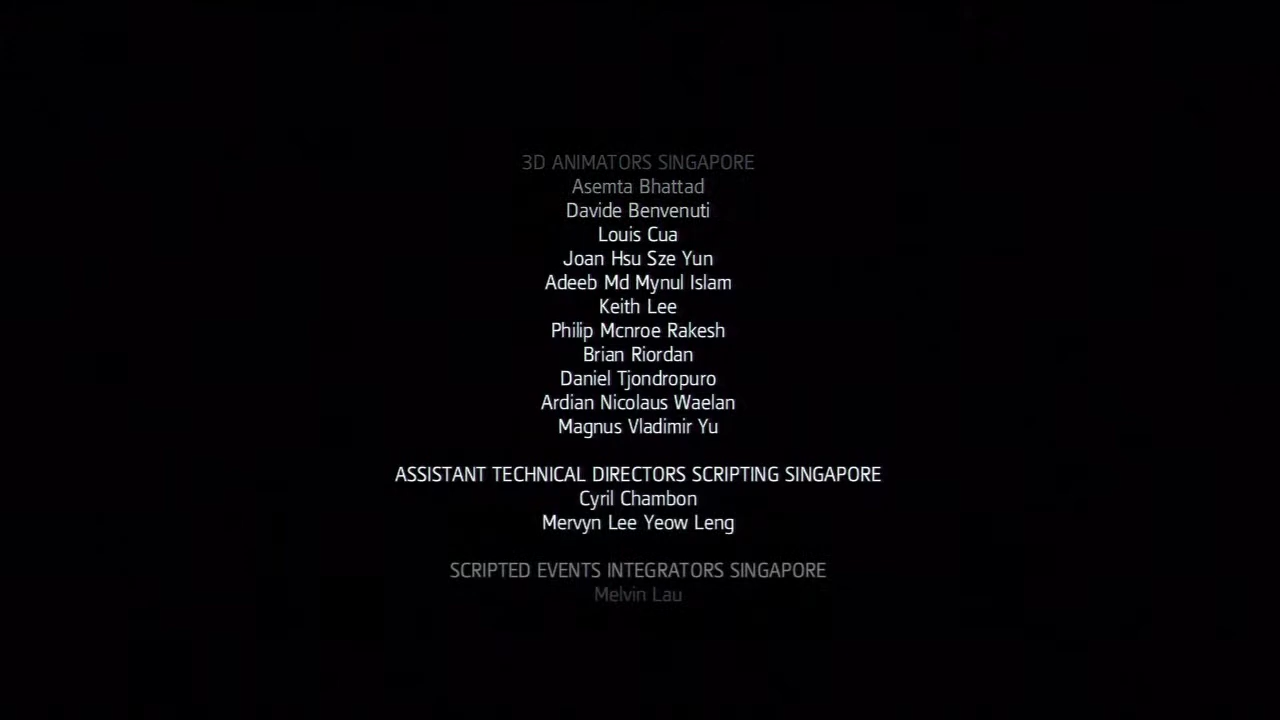 3D ANIMATORS SINGAPORE
Asemta Bhattad
Davide Benvenuti
Louis Cua
Joan Hsu Sze Yun
Adeeb Md Mynul Islam
Keith Lee
Philip Mcnroe Rakesh
Brian Riordan
Daniel Tjondropuro
Ardian Nicolaus Waelan
Magnus Vladimir Yu
ASSISTANT TECHNICAL DIRECTORS SCRIPTING SINGAPORE
Cyril Chambon
Mervyn Lee Yeow Leng
SCRIPTED EVENTS INTEGRATORS SINGAPORE
Melvin Lau